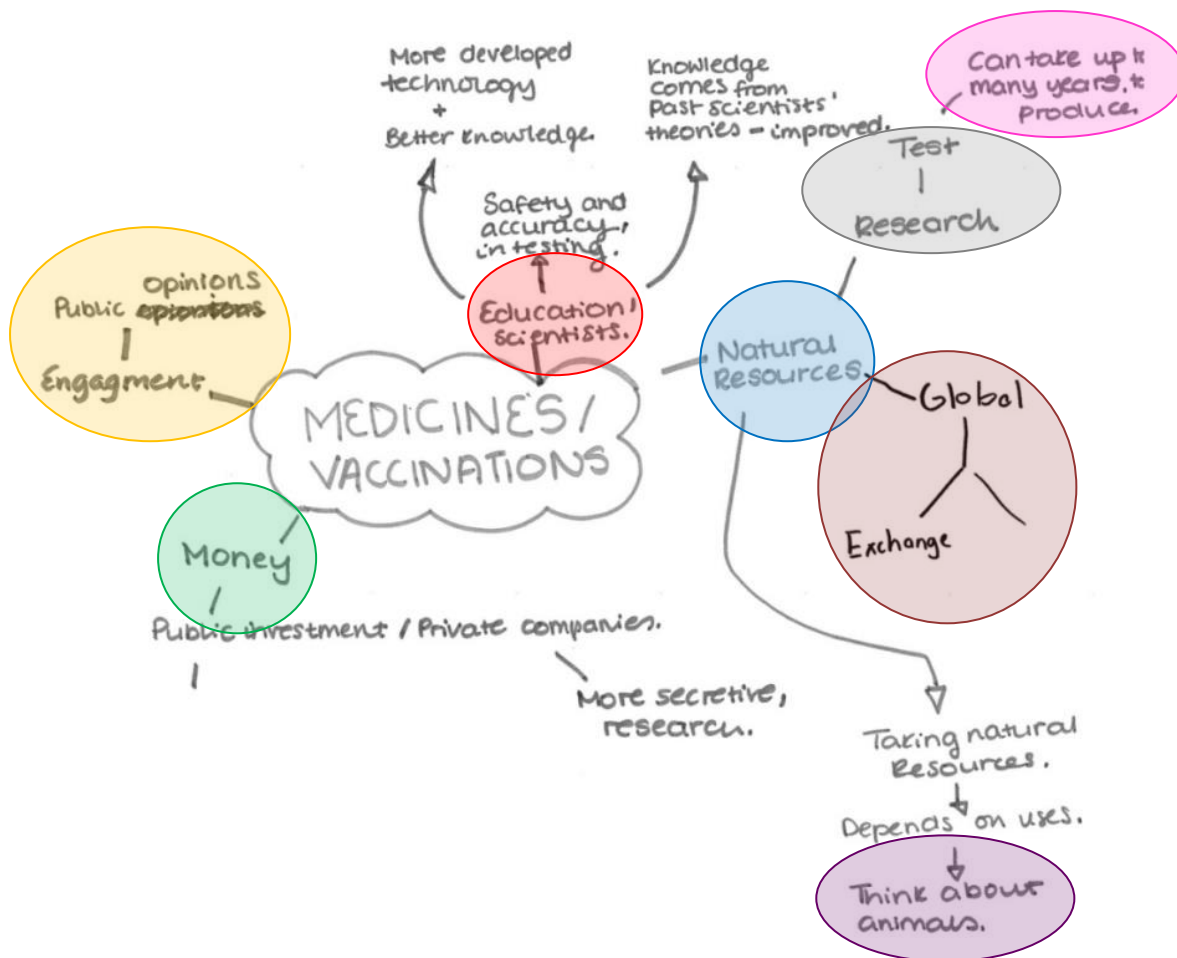 More developed
technology
+
Better knowledge.
Knowledge
comes from
Past scientists'
theories - improved.
Can take up to
many years, to
produce.
Test
Research
Safety and
accuracy,
in testing.
Education/
scientists.
opinions
Public opiontons
Engagment
Natural
Resources
Global
Exchange
MEDICINES/
VACCINATIONS
Money
Public investment / Private companies.
More secretive,
research.
Taking natural
Resources.
Depends on uses.
Think about
animals.